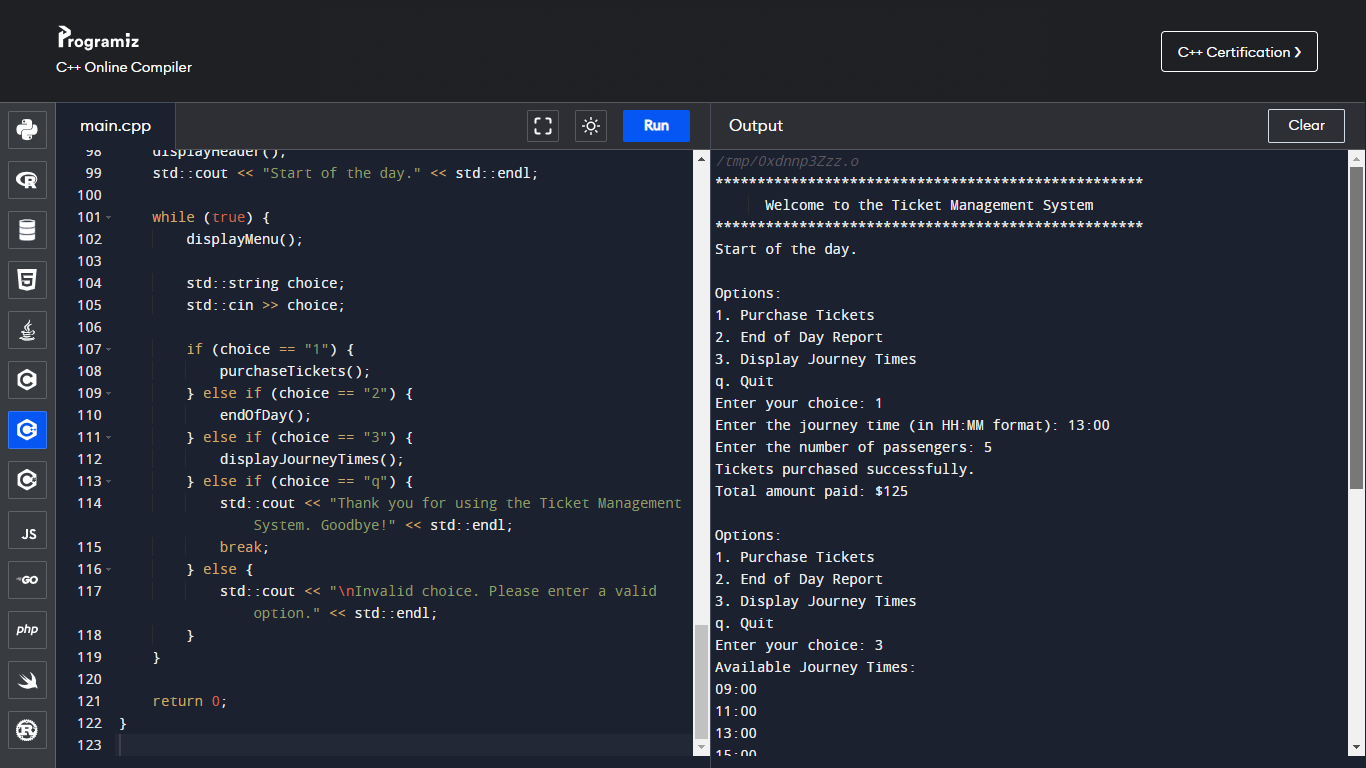 Programiz
C++ Online Compiler
C++ Certification
main.cpp
Run
98 displayHeader();
99 std::cout << "Start of the day." << std::endl;
100
101 while (true) {
102 displayMenu();
103
104 std::string choice;
105 std::cin >> choice;
106
107 if (choice == "1") {
108 purchaseTickets();
109 } else if (choice == "2") {
110 endOfDay();
111 } else if (choice == "3") {
112 displayJourneyTimes();
113 } else if (choice == "q") {
114 std::cout << "Thank you for using the Ticket Management
System. Goodbye!" << std::endl;
115 break;
116 } else {
117 std::cout << "\nInvalid choice. Please enter a valid
option." << std::endl;
118 }
119 }
120
121 return 0;
122 }
123
JS
GO
php
Output
Clear
/tmp/0xdnnp3Zzz.o
***************************************************
Welcome to the Ticket Management System
***************************************************
Start of the day.
Options:
1. Purchase Tickets
2. End of Day Report
3. Display Journey Times
q. Quit
Enter your choice: 1
Enter the journey time (in HH:MM format): 13:00
Enter the number of passengers: 5
Tickets purchased successfully.
Total amount paid: $125
Options:
1. Purchase Tickets
2. End of Day Report
3. Display Journey Times
q. Quit
Enter your choice: 3
Available Journey Times:
09:00
11:00
13:00
15:00